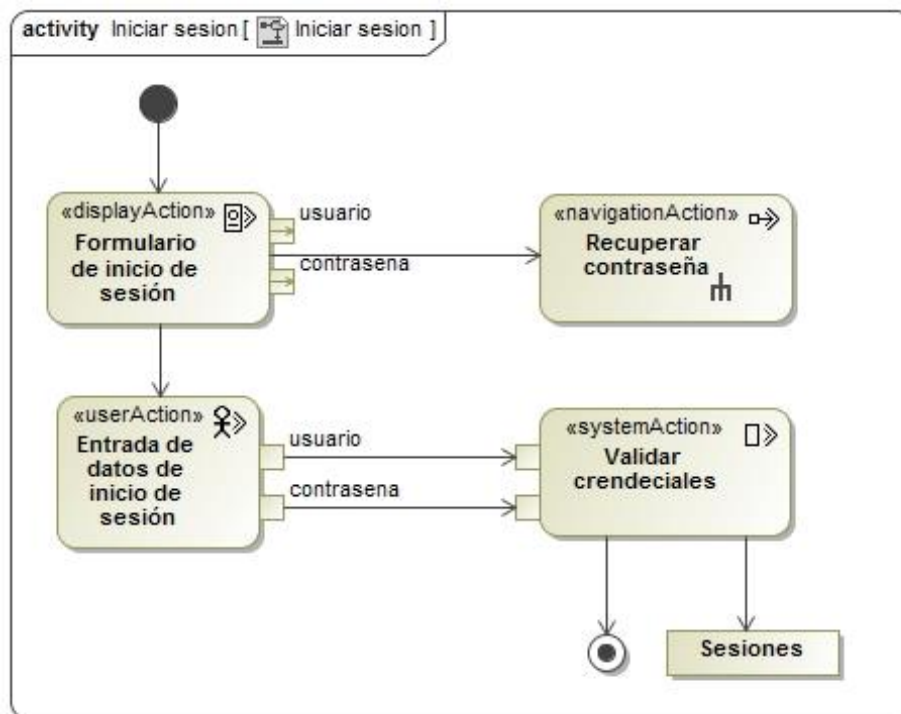 activity Iniciar sesion [ Iniciar sesion ]
«displayAction»
Formulario
de inicio de
sesión
usuario
contrasena
«navigationAction»
Recuperar
contraseña
«userAction»
Entrada de
datos de
inicio de
sesión
usuario
contrasena
«systemAction»
Validar
crendeciales
Sesiones